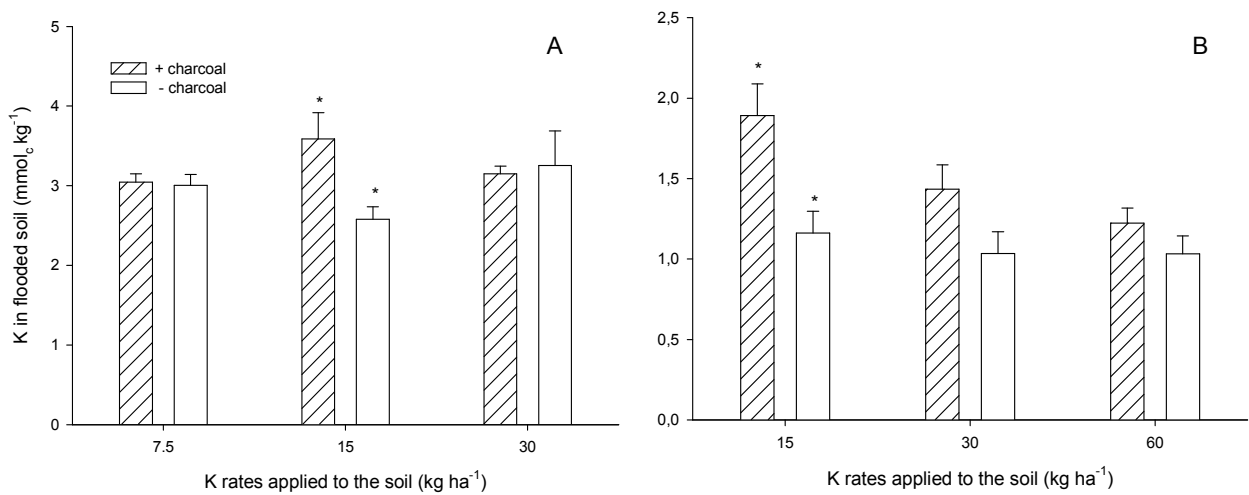 A
+ charcoal
- charcoal
K in flooded soil (mmol_c kg⁻¹)
5
4
3
2
1
0
*
*
7.5 15 30
K rates applied to the soil (kg ha⁻¹)
B
2,5
2,0
1,5
1,0
0,5
0,0
*
*
15 30 60
K rates applied to the soil (kg ha⁻¹)